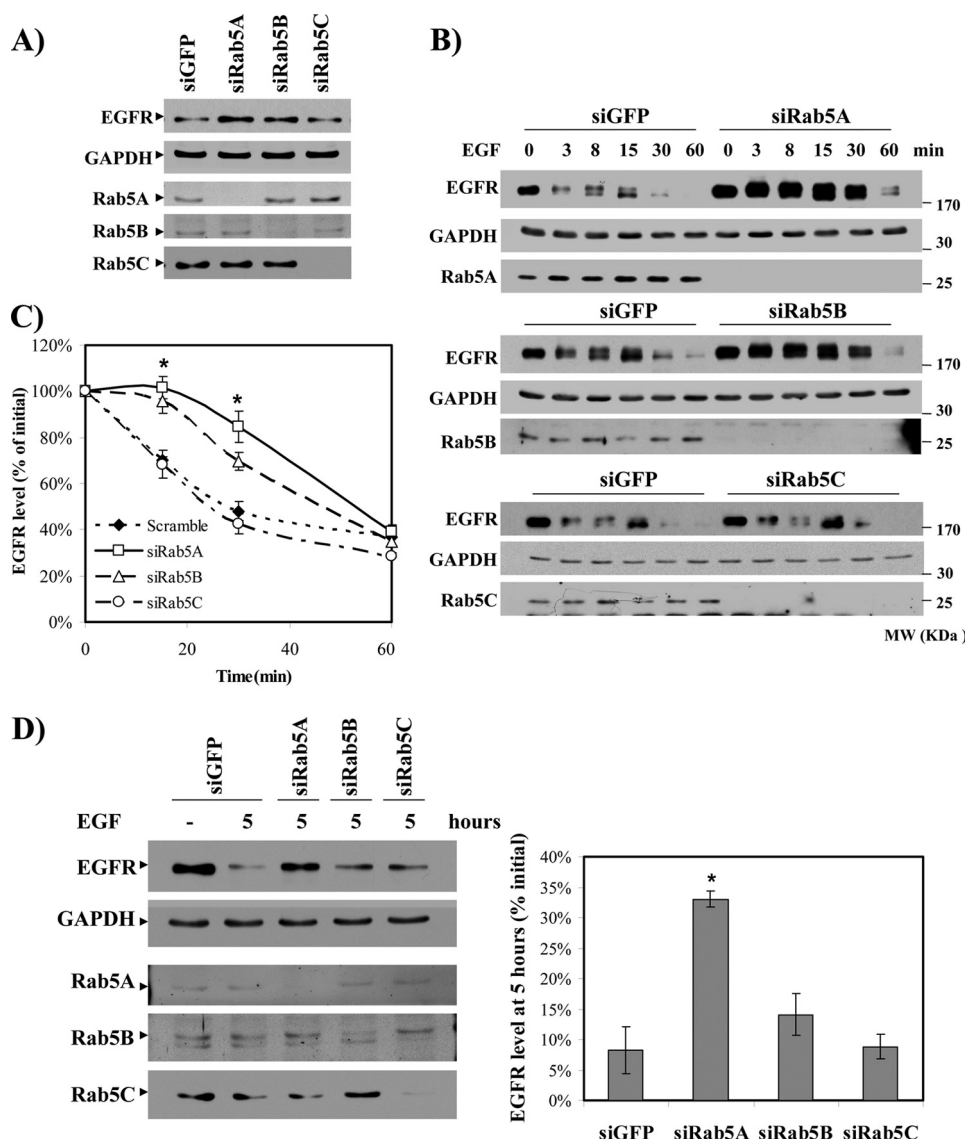 A)
siGFP
siRab5A
siRab5B
siRab5C
EGFR
GAPDH
Rab5A
Rab5B
Rab5C
B)
siGFP siRab5A
EGF 0 3 8 15 30 60 0 3 8 15 30 60 min
EGFR
170
GAPDH
30
Rab5A
25
siGFP siRab5B
EGFR
170
GAPDH
30
Rab5B
25
siGFP siRab5C
EGFR
170
GAPDH
30
Rab5C
25
MW (KDa )
C)
EGFR level (% of initial)
120%
100%
80%
60%
40%
20%
0%
* *
Scramble
siRab5A
siRab5B
siRab5C
0 20 40 60
Time(min)
D)
siGFP
siRab5A
siRab5B
siRab5C
EGF - 5 5 5 5 hours
EGFR
GAPDH
Rab5A
Rab5B
Rab5C
EGFR level at 5 hours (% initial)
40%
35%
30%
25%
20%
15%
10%
5%
0%
*
siGFP siRab5A siRab5B siRab5C